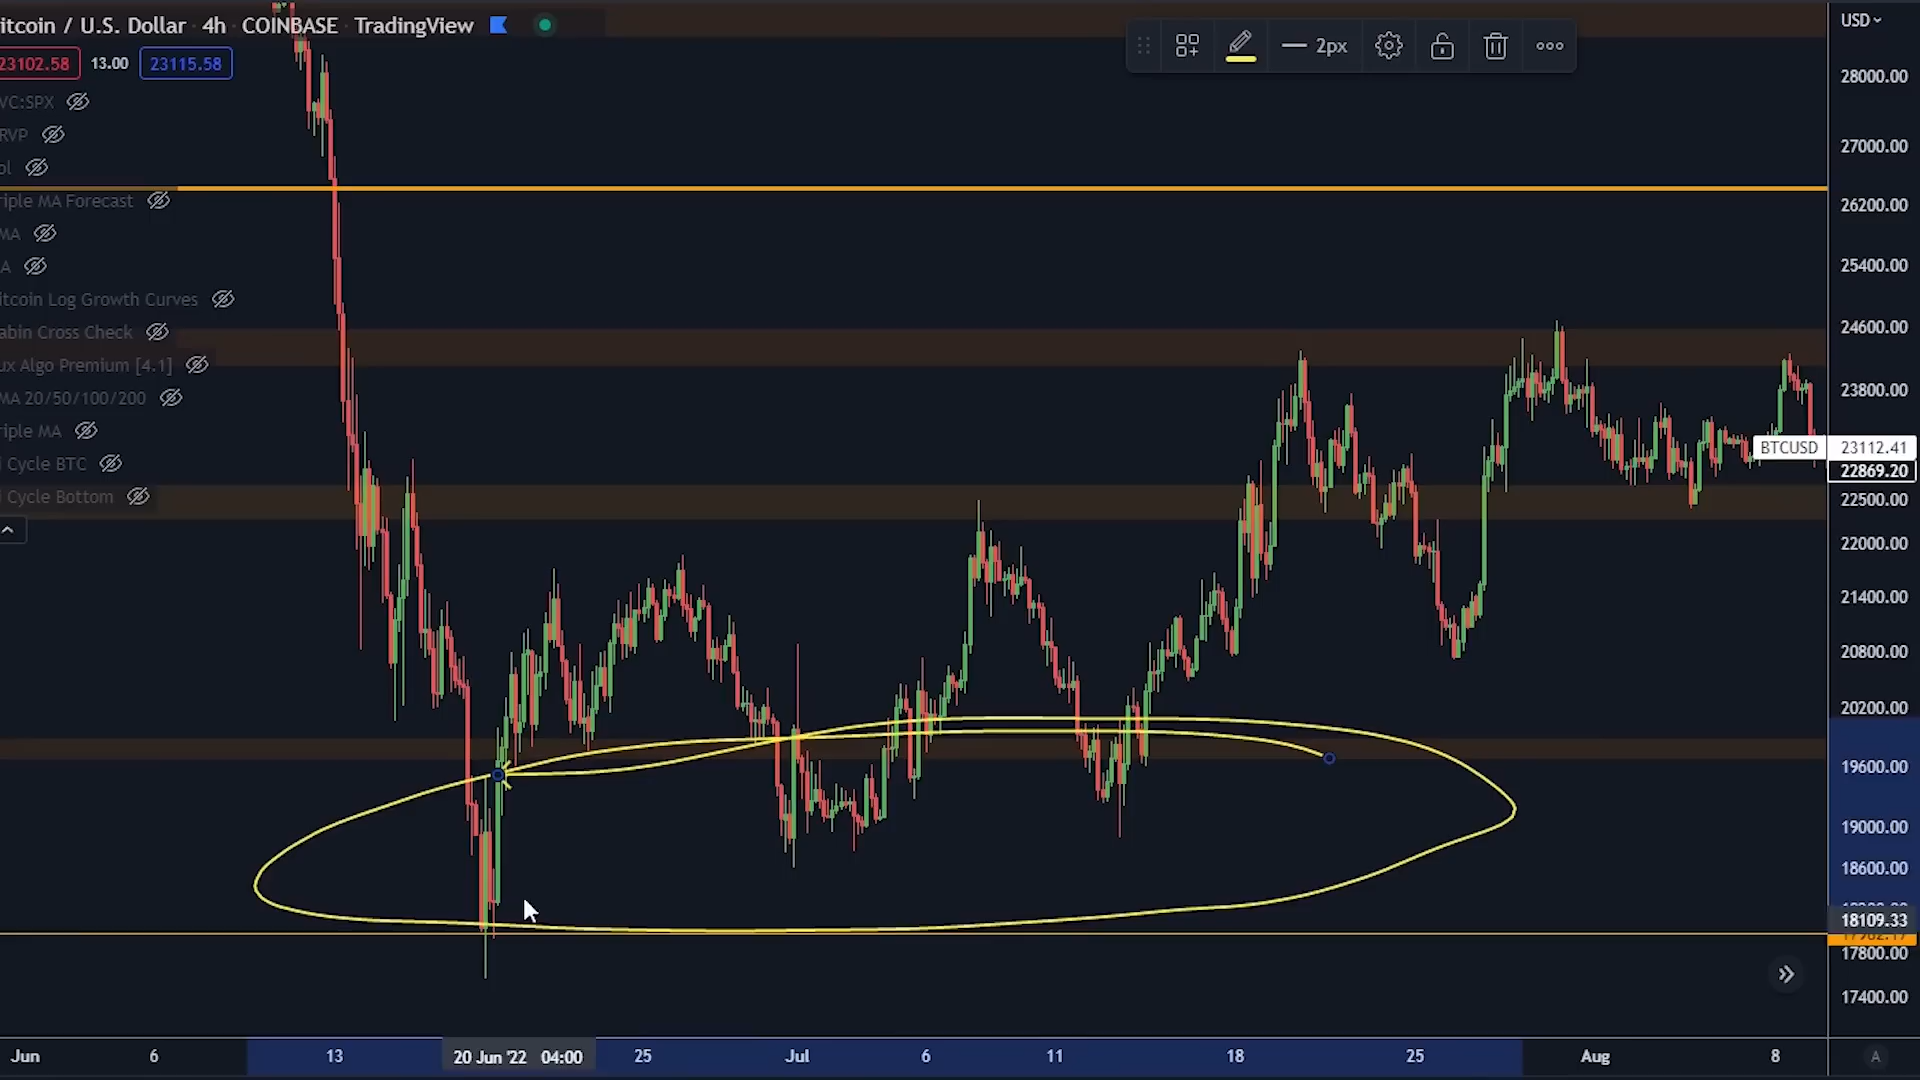 itcoin / U.S. Dollar · 4h · COINBASE · TradingView
23102.58 13.00 23115.58
VC:SPX
RVP
ol
riple MA Forecast
MA
A
itcoin Log Growth Curves
abin Cross Check
ux Algo Premium [4.1]
MA 20/50/100/200
riple MA
l Cycle BTC
l Cycle Bottom
2px
USD
28000.00
27000.00
26200.00
25400.00
24600.00
23800.00
BTCUSD 23112.41
22869.20
22500.00
22000.00
21400.00
20800.00
20200.00
19600.00
19000.00
18600.00
18109.33
17800.00
17400.00
Jun 6 13 20 Jun '22 04:00 25 Jul 6 11 18 25 Aug 8 A